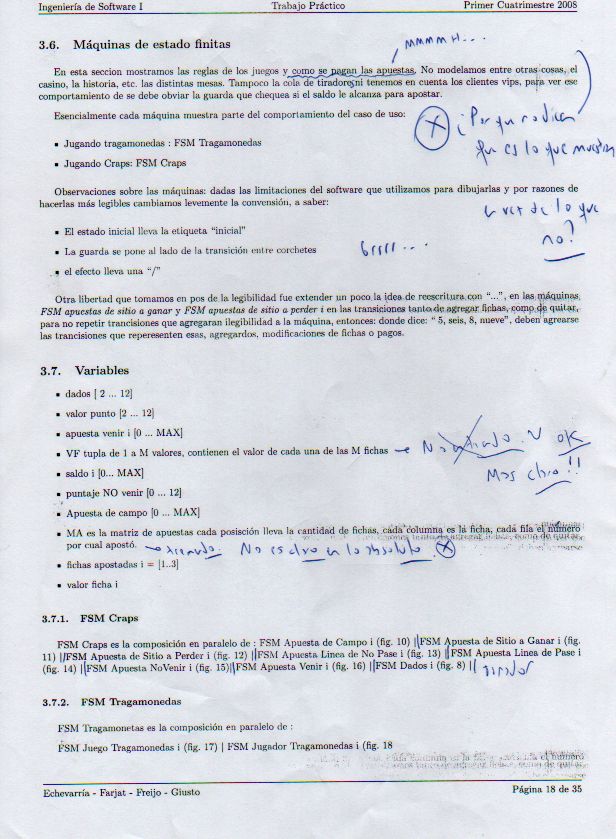 Ingeniería de Software I Trabajo Práctico Primer Cuatrimestre 2008
3.6. Máquinas de estado finitas
MMMMH...
En esta seccion mostramos las reglas de los juegos y como se pagan las apuestas. No modelamos entre otras cosas, el
casino, la historia, etc. las distintas mesas. Tampoco la cola de tiradores ni tenemos en cuenta los clientes vips, para ver ese
comportamiento de se debe obviar la guarda que chequea si el saldo le alcanza para apostar.
Esencialmente cada máquina muestra parte del comportamiento del caso de uso:
¿Por qu no dicen
que es lo que muestra
Jugando tragamonedas : FSM Tragamonedas
Jugando Craps: FSM Craps
Observaciones sobre las máquinas: dadas las limitaciones del software que utilizamos para dibujarlas y por razones de
hacerlas más legibles cambiamos levemente la convensión, a saber:
de lo que
no?
El estado inicial lleva la etiqueta "inicial"
La guarda se pone al lado de la transición entre corchetes
Grrrr...
el efecto lleva una "/"
Otra libertad que tomamos en pos de la legibilidad fue extender un poco la idea de reescritura con "...", en las máquinas
FSM apuestas de sitio a ganar y FSM apuestas de sitio a perder i en las transiciones tanto de agregar fichas, como de quitar,
para no repetir trancisiones que agregaran ilegibilidad a la máquina, entonces: donde dice: " 5, seis, 8, nueve", deben agrearse
las trancisiones que reperesenten esas, agregardos, modificaciones de fichas o pagos.
3.7. Variables
dados [ 2 ... 12]
valor punto [2 ... 12]
apuesta venir i [0 ... MAX]
VF tupla de 1 a M valores, contienen el valor de cada una de las M fichas
OK
Mas claro!!
saldo i [0... MAX]
puntaje NO venir [0 ... 12]
Apuesta de campo [0 ... MAX]
MA es la matriz de apuestas cada posisión lleva la cantidad de fichas, cada columna es la ficha, cada fila el número
por cual apostó.
No es claro en lo absoluto.
fichas apostadas i = [1..3]
valor ficha i
3.7.1. FSM Craps
FSM Craps es la composición en paralelo de : FSM Apuesta de Campo i (fig. 10) || FSM Apuesta de Sitio a Ganar i (fig.
11) || FSM Apuesta de Sitio a Perder i (fig. 12) || FSM Apuesta Linea de No Pase i (fig. 13) || FSM Apuesta Linea de Pase i
(fig. 14) || FSM Apuesta NoVenir i (fig. 15) || FSM Apuesta Venir i (fig. 16) || FSM Dados i (fig. 8) || tirador
3.7.2. FSM Tragamonedas
FSM Tragamonetas es la composición en paralelo de :
FSM Juego Tragamonedas i (fig. 17) | FSM Jugador Tragamonedas i (fig. 18
Echevarría - Farjat - Freijo - Giusto Página 18 de 35